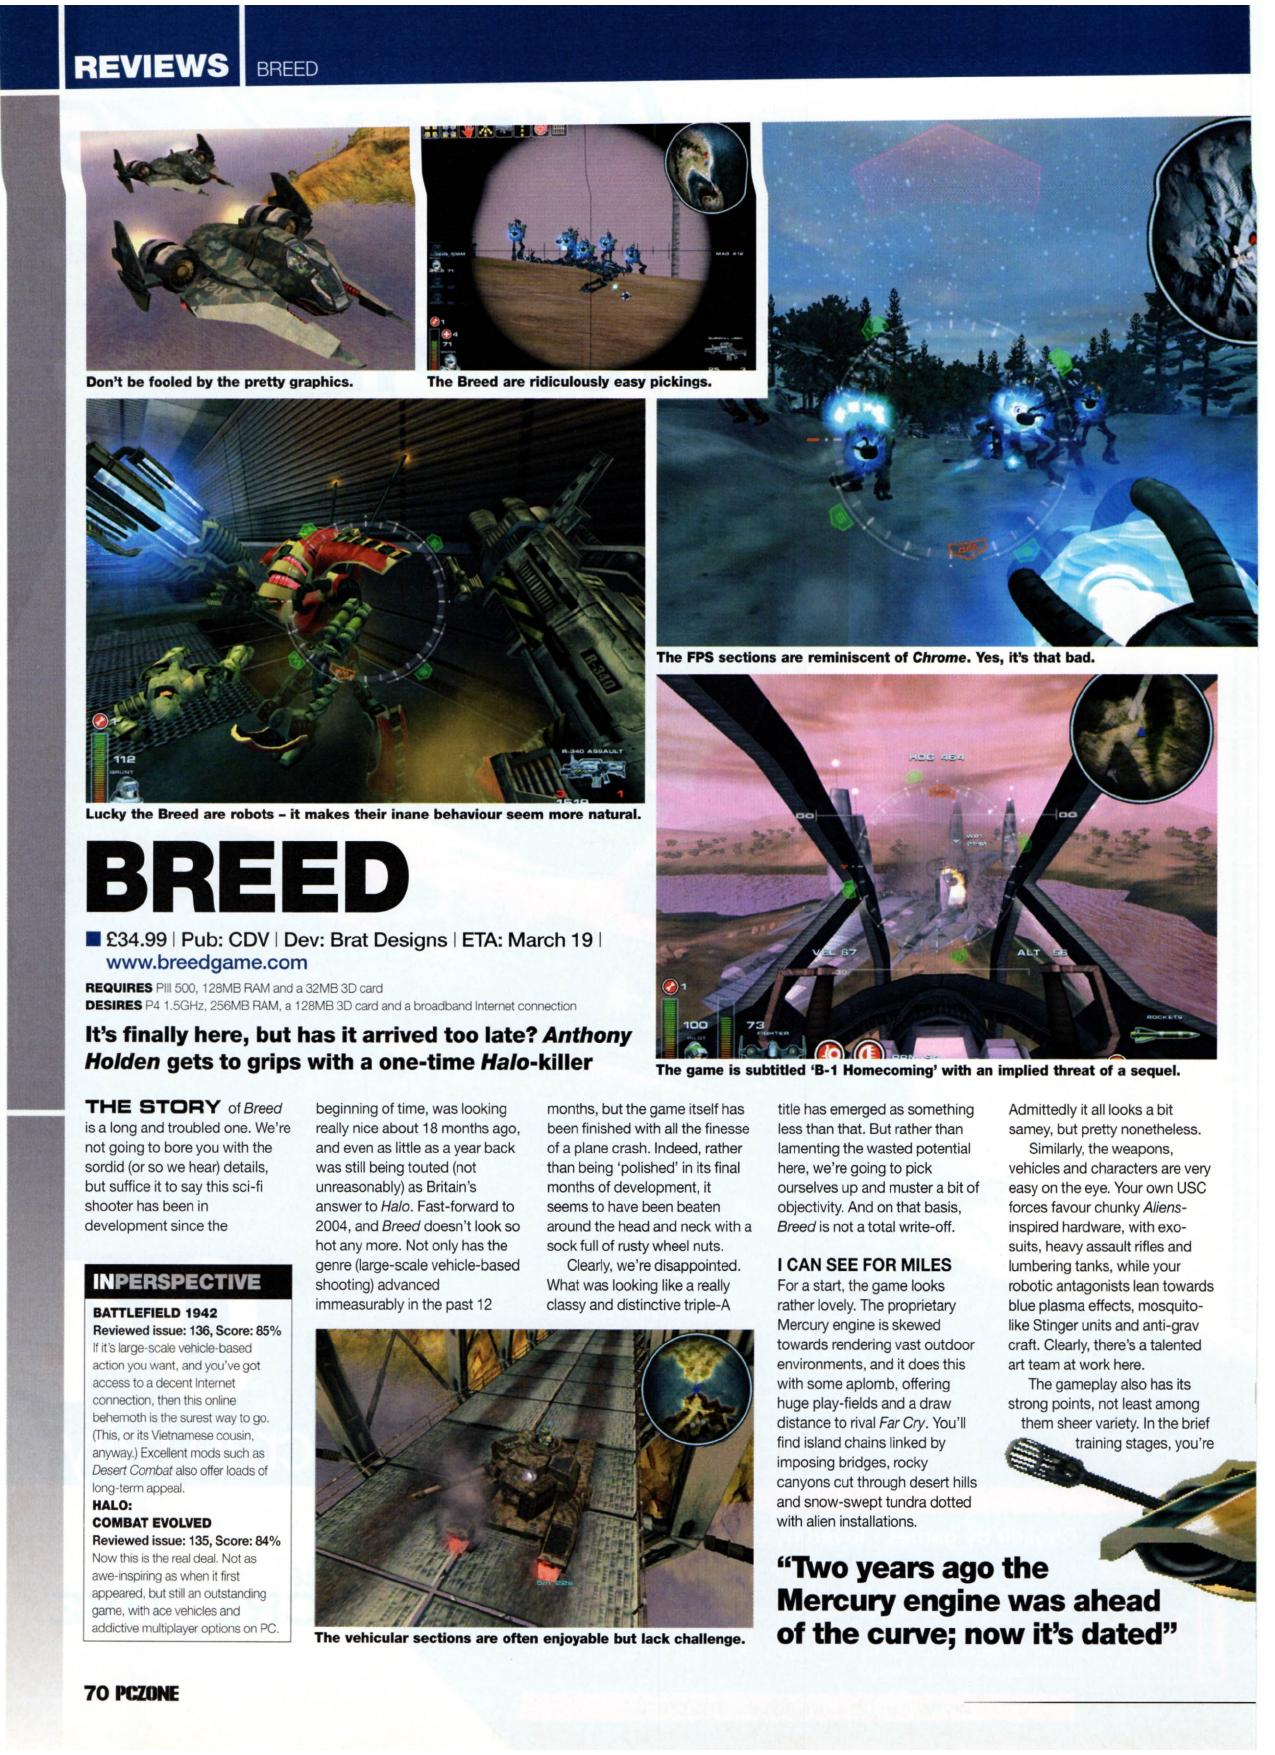 REVIEWS
BREED
Don't be fooled by the pretty graphics.
The Breed are ridiculously easy pickings.
The FPS sections are reminiscent of Chrome. Yes, it's that bad.
112
GRUNT
R-340
R-340 ASSAULT
Lucky the Breed are robots – it makes their inane behaviour seem more natural.
HDG 464
VEL 67
ALT 56
100
PILOT
73
FIGHTER
ROCKETS
The game is subtitled 'B-1 Homecoming' with an implied threat of a sequel.
BREED
£34.99 | Pub: CDV | Dev: Brat Designs | ETA: March 19 |
www.breedgame.com
REQUIRES PIII 500, 128MB RAM and a 32MB 3D card
DESIRES P4 1.5GHz, 256MB RAM, a 128MB 3D card and a broadband Internet connection
It's finally here, but has it arrived too late? Anthony
Holden gets to grips with a one-time Halo-killer
THE STORY of Breed
is a long and troubled one. We're
not going to bore you with the
sordid (or so we hear) details,
but suffice it to say this sci-fi
shooter has been in
development since the
beginning of time, was looking
really nice about 18 months ago,
and even as little as a year back
was still being touted (not
unreasonably) as Britain's
answer to Halo. Fast-forward to
2004, and Breed doesn't look so
hot any more. Not only has the
genre (large-scale vehicle-based
shooting) advanced
immeasurably in the past 12
months, but the game itself has
been finished with all the finesse
of a plane crash. Indeed, rather
than being 'polished' in its final
months of development, it
seems to have been beaten
around the head and neck with a
sock full of rusty wheel nuts.
Clearly, we're disappointed.
What was looking like a really
classy and distinctive triple-A
title has emerged as something
less than that. But rather than
lamenting the wasted potential
here, we're going to pick
ourselves up and muster a bit of
objectivity. And on that basis,
Breed is not a total write-off.
I CAN SEE FOR MILES
For a start, the game looks
rather lovely. The proprietary
Mercury engine is skewed
towards rendering vast outdoor
environments, and it does this
with some aplomb, offering
huge play-fields and a draw
distance to rival Far Cry. You'll
find island chains linked by
imposing bridges, rocky
canyons cut through desert hills
and snow-swept tundra dotted
with alien installations.
Admittedly it all looks a bit
samey, but pretty nonetheless.
Similarly, the weapons,
vehicles and characters are very
easy on the eye. Your own USC
forces favour chunky Aliens-
inspired hardware, with exo-
suits, heavy assault rifles and
lumbering tanks, while your
robotic antagonists lean towards
blue plasma effects, mosquito-
like Stinger units and anti-grav
craft. Clearly, there's a talented
art team at work here.
The gameplay also has its
strong points, not least among
them sheer variety. In the brief
training stages, you're
INPERSPECTIVE
BATTLEFIELD 1942
Reviewed issue: 136, Score: 85%
If it's large-scale vehicle-based
action you want, and you've got
access to a decent Internet
connection, then this online
behemoth is the surest way to go.
(This, or its Vietnamese cousin,
anyway.) Excellent mods such as
Desert Combat also offer loads of
long-term appeal.
HALO:
COMBAT EVOLVED
Reviewed issue: 135, Score: 84%
Now this is the real deal. Not as
awe-inspiring as when it first
appeared, but still an outstanding
game, with ace vehicles and
addictive multiplayer options on PC.
The vehicular sections are often enjoyable but lack challenge.
“Two years ago the
Mercury engine was ahead
of the curve; now it's dated”
70 PCZONE